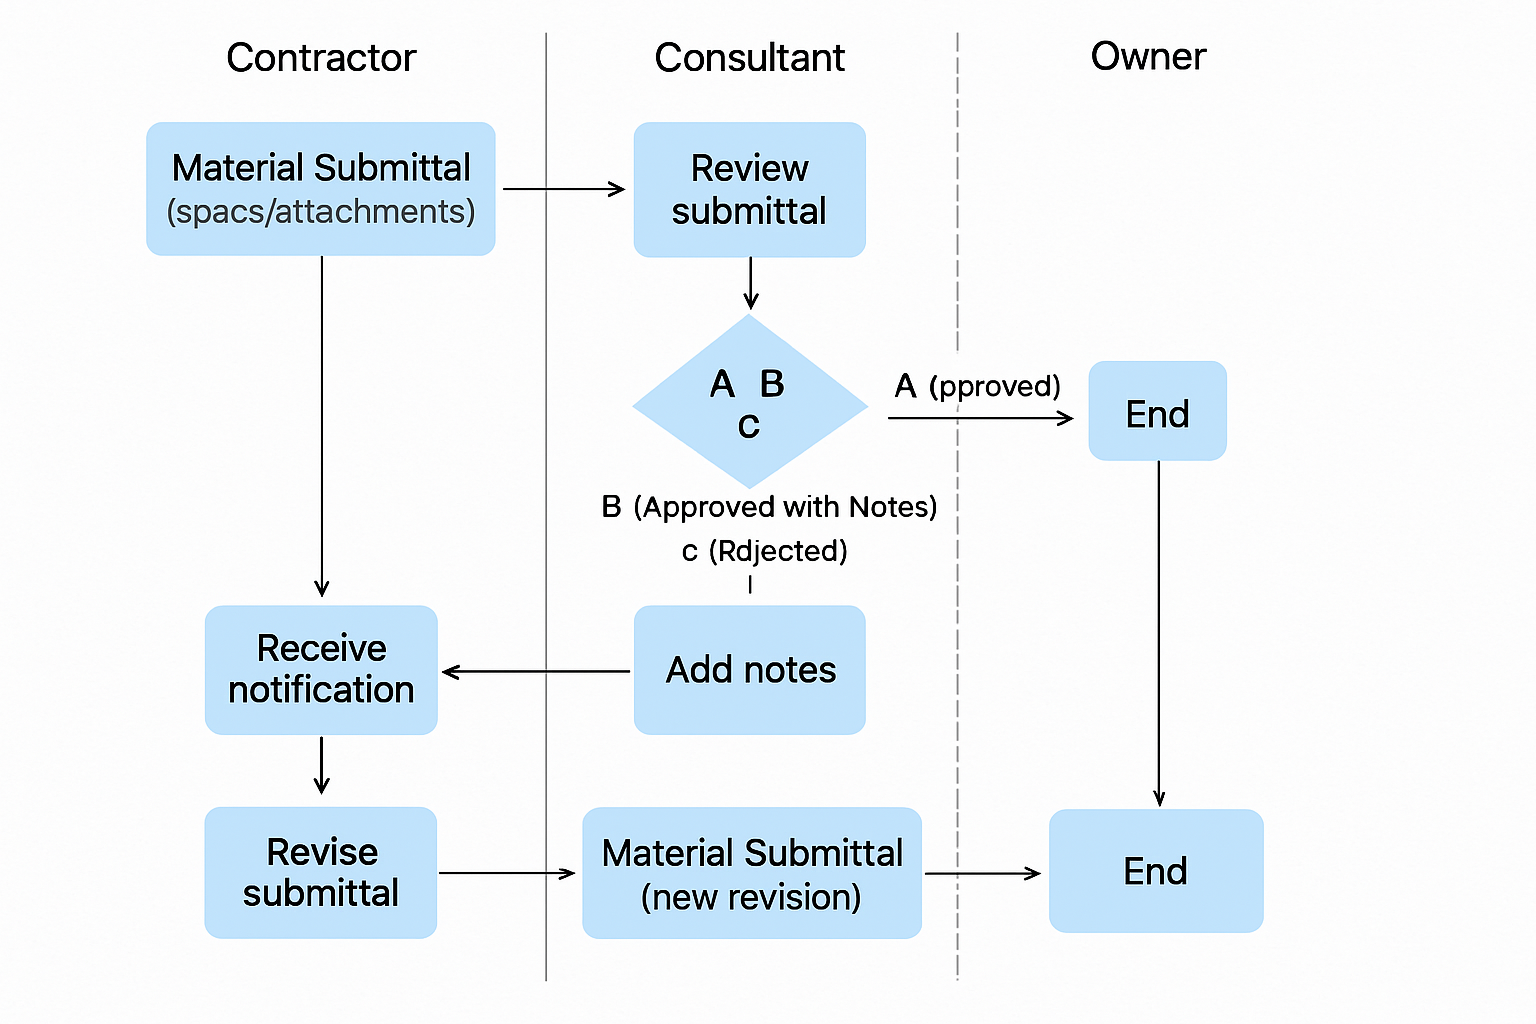 Contractor
Consultant
Owner
Material Submittal
(spacs/attachments)
Review
submittal
A B
c
A (pproved)
End
B (Approved with Notes)
c (Rdjected)
Receive
notification
Add notes
Revise
submittal
Material Submittal
(new revision)
End